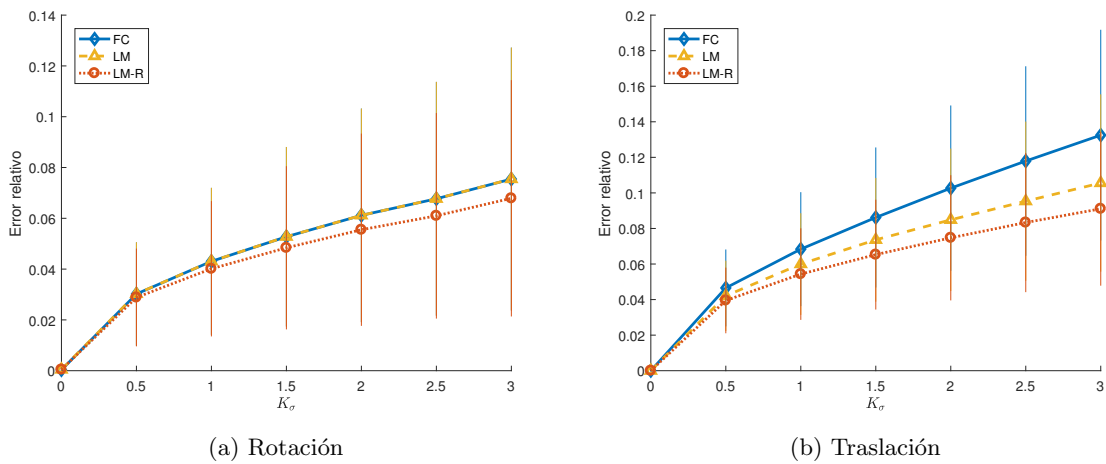 0.14
0.12
0.1
0.08
0.06
0.04
0.02
0
Error relativo
FC
LM
LM-R
0 0.5 1 1.5 2 2.5 3
Kσ
(a) Rotación
0.2
0.18
0.16
0.14
0.12
0.1
0.08
0.06
0.04
0.02
0
Error relativo
FC
LM
LM-R
0 0.5 1 1.5 2 2.5 3
Kσ
(b) Traslación